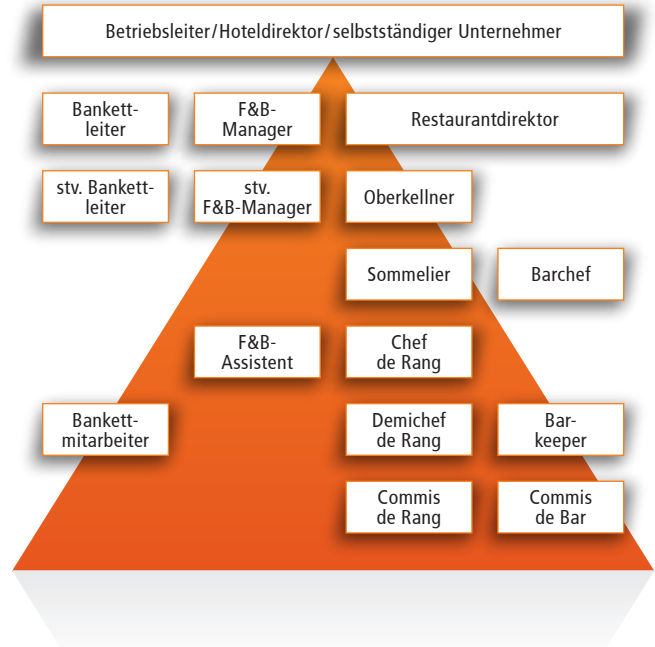 Betriebsleiter/Hoteldirektor/selbstständiger Unternehmer
Bankett-
leiter
F&B-
Manager
Restaurantdirektor
stv. Bankett-
leiter
stv.
F&B-Manager
Oberkellner
Sommelier
Barchef
F&B-
Assistent
Chef
de Rang
Bankett-
mitarbeiter
Demichef
de Rang
Bar-
keeper
Commis
de Rang
Commis
de Bar